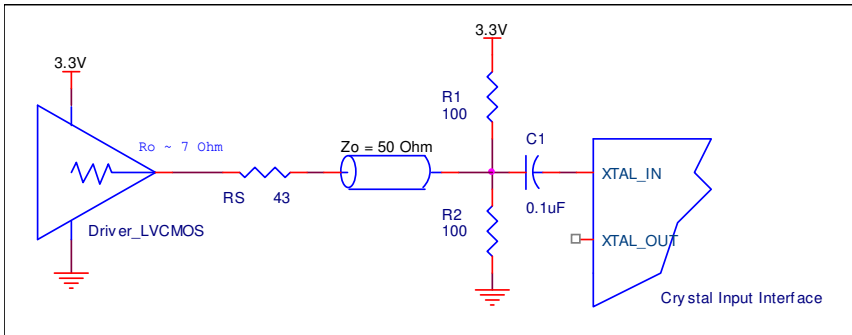 3.3V
3.3V
R1
100
Ro ~ 7 Ohm
Zo = 50 Ohm
C1
XTAL_IN
RS 43
0.1uF
R2
100
Driver_LVCMOS
XTAL_OUT
Crystal Input Interface